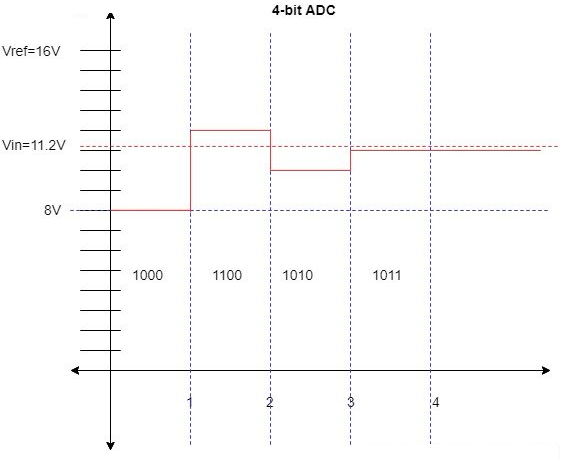 4-bit ADC
Vref=16V
Vin=11.2V
8V
1000 1100 1010 1011
1 2 3 4